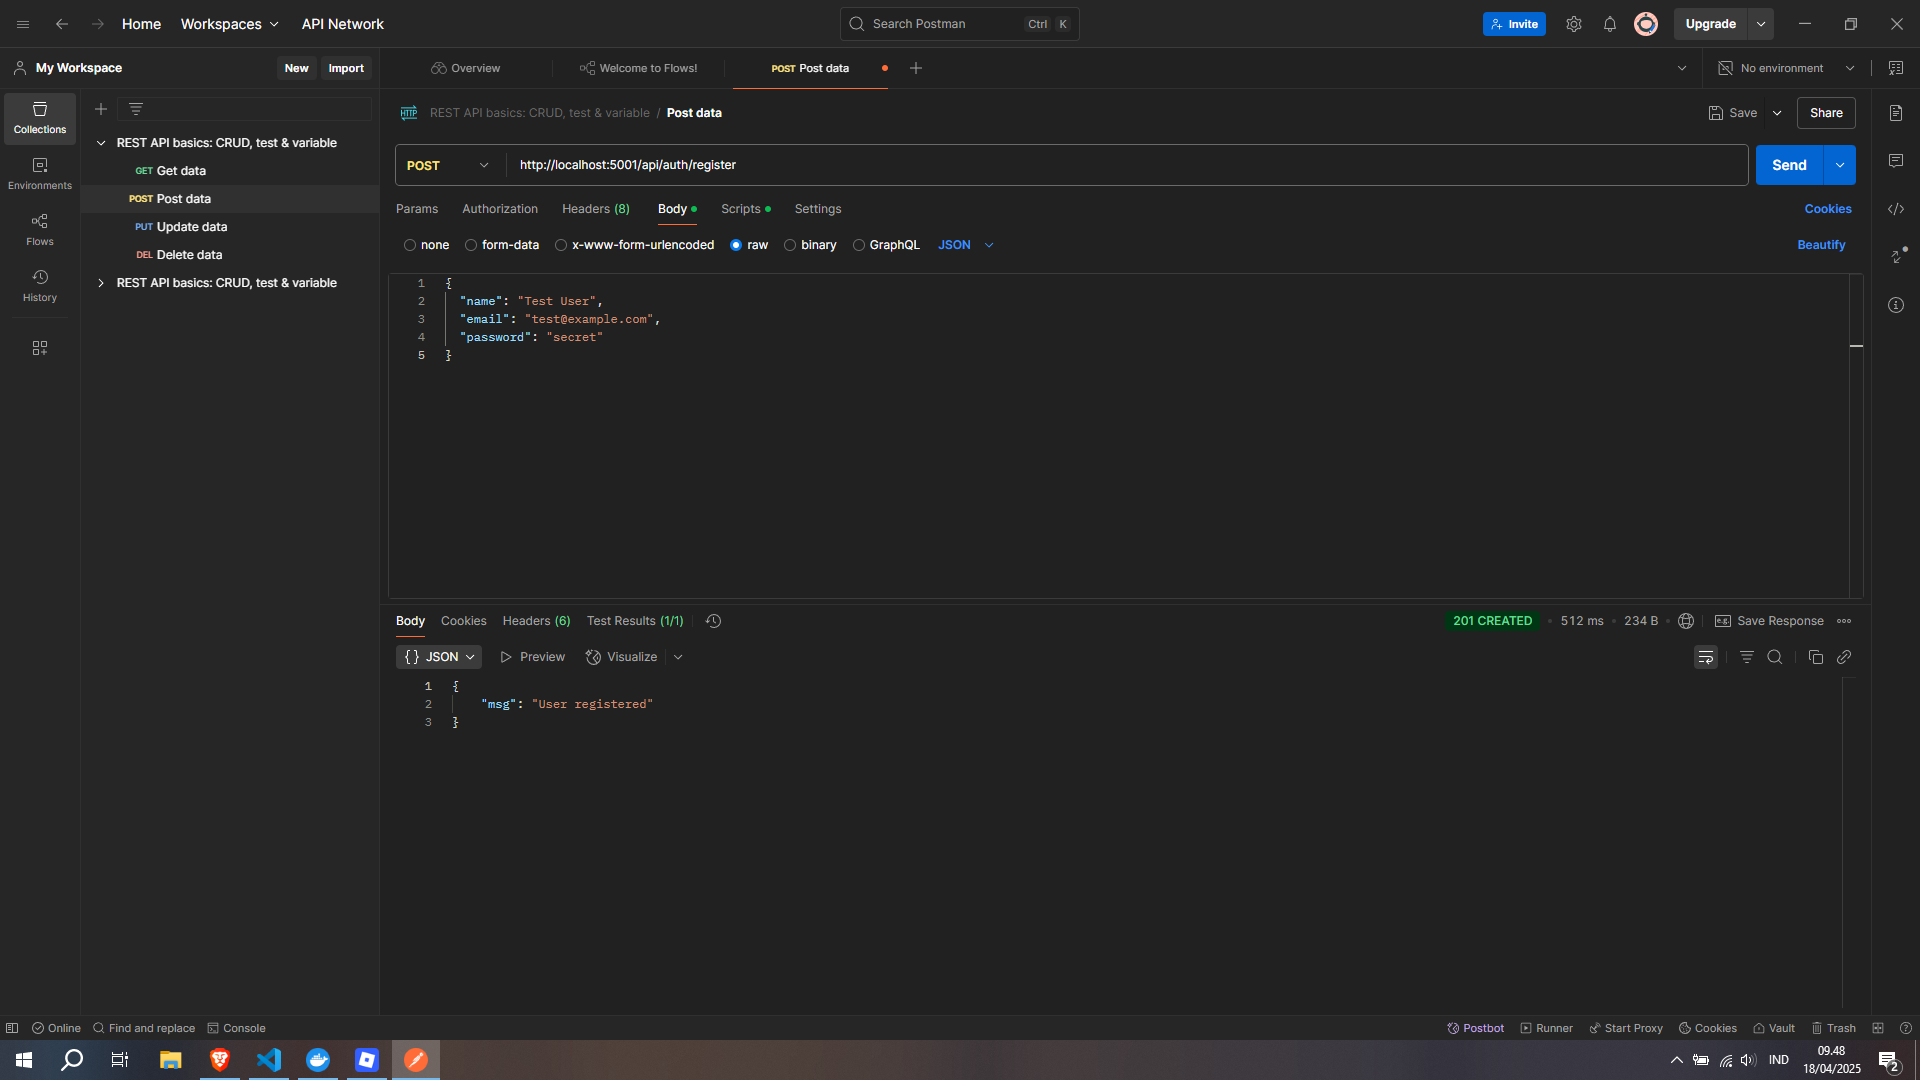 Home Workspaces API Network Search Postman Ctrl K Invite Upgrade
My Workspace New Import Overview Welcome to Flows! POST Post data No environment
Collections
Environments
Flows
History
REST API basics: CRUD, test & variable
GET Get data
POST Post data
PUT Update data
DEL Delete data
REST API basics: CRUD, test & variable
HTTP REST API basics: CRUD, test & variable / Post data Save Share
POST http://localhost:5001/api/auth/register Send
Params Authorization Headers (8) Body Scripts Settings Cookies
none form-data x-www-form-urlencoded raw binary GraphQL JSON Beautify
1 {
2 "name": "Test User",
3 "email": "test@example.com",
4 "password": "secret"
5 }
Body Cookies Headers (6) Test Results (1/1) 201 CREATED 512 ms 234 B e.g. Save Response
{} JSON Preview Visualize
1 {
2 "msg": "User registered"
3 }
Online Find and replace Console Postbot Runner Start Proxy Cookies Vault Trash
IND 09.48
18/04/2025 2